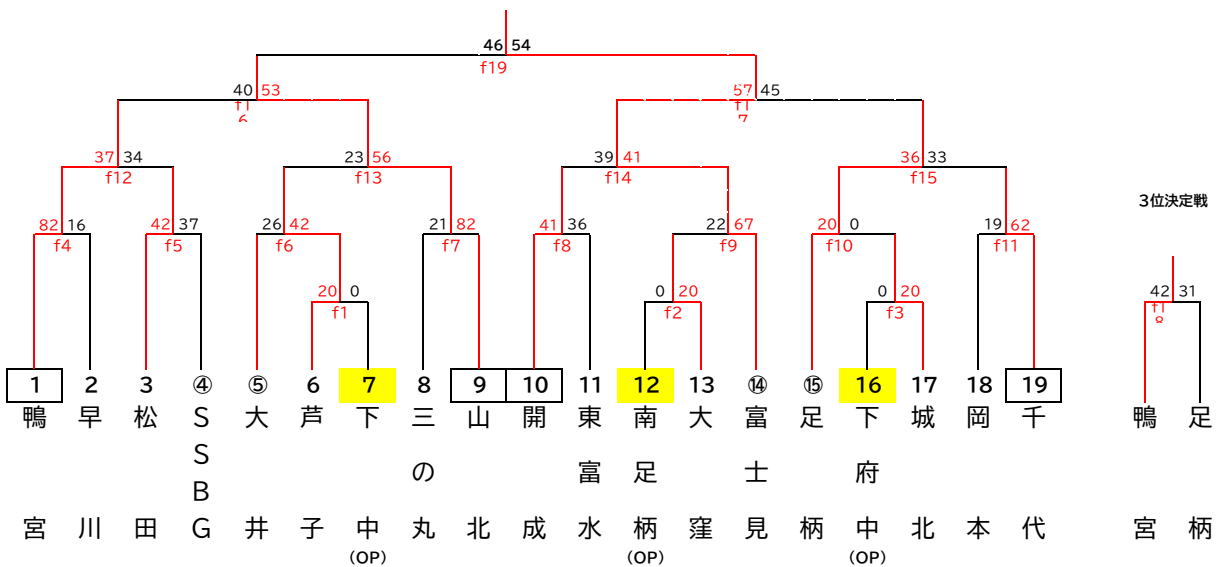 46 54
f19
40 53
57 45
37 34
f12
23 56
f13
39 41
f14
36 33
f15
3位決定戦
82 16
f4
42 37
f5
26 42
f6
21 82
f7
41 36
f8
22 67
f9
20 0
f10
19 62
f11
20 0
f1
0 20
f2
0 20
f3
42 31
1 鴨宮
2 早川
3 松田
④ SSBG
⑤ 大井
6 芦子
7 下中(OP)
8 三の丸
9 山北
10 開成
11 東富水
12 南足柄(OP)
13 大窪
⑭ 富士見
⑮ 足柄
16 下府中(OP)
17 城北
18 岡本
19 千代
鴨宮
足柄